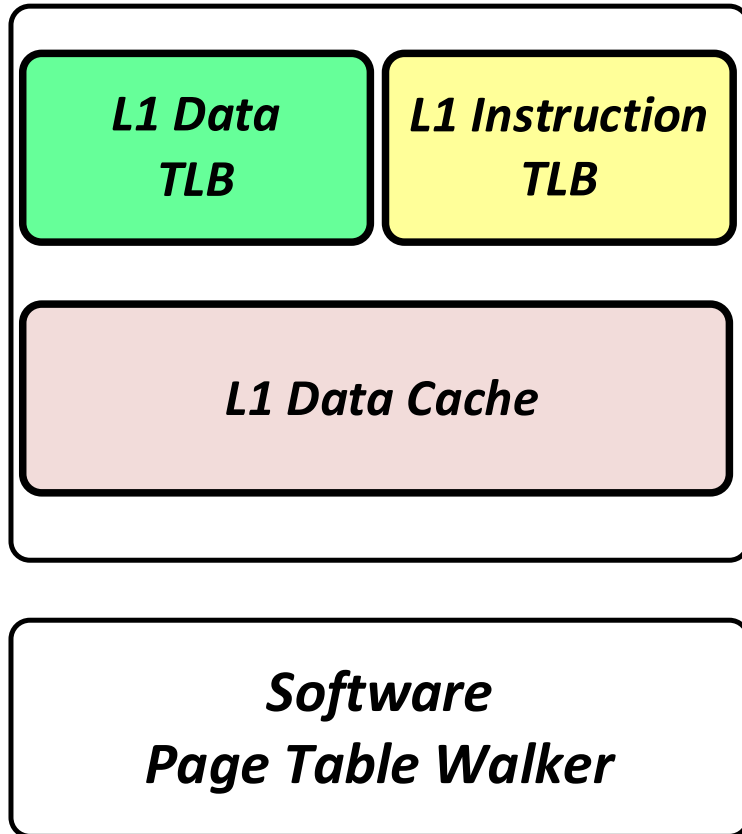 L1 Data
TLB
L1 Instruction
TLB
L1 Data Cache
Software
Page Table Walker